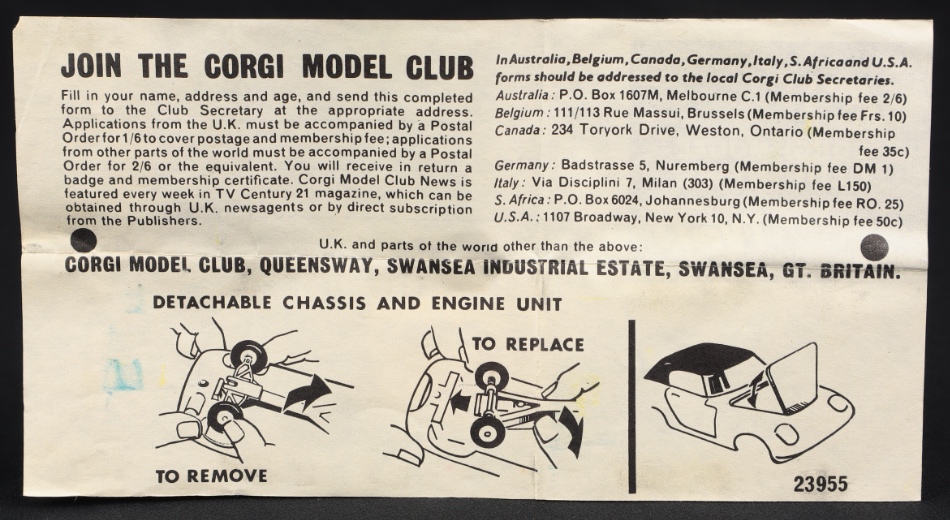 JOIN THE CORGI MODEL CLUB
Fill in your name, address and age, and send this completed
form to the Club Secretary at the appropriate address.
Applications from the U.K. must be accompanied by a Postal
Order for 1/6 to cover postage and membership fee; applications
from other parts of the world must be accompanied by a Postal
Order for 2/6 or the equivalent. You will receive in return a
badge and membership certificate. Corgi Model Club News is
featured every week in TV Century 21 magazine, which can be
obtained through U.K. newsagents or by direct subscription
from the Publishers.
In Australia, Belgium, Canada, Germany, Italy, S. Africa and U.S.A.
forms should be addressed to the local Corgi Club Secretaries.
Australia: P.O. Box 1607M, Melbourne C.1 (Membership fee 2/6)
Belgium: 111/113 Rue Massui, Brussels (Membership fee Frs. 10)
Canada: 234 Toryork Drive, Weston, Ontario (Membership
fee 35c)
Germany: Badstrasse 5, Nuremberg (Membership fee DM 1)
Italy: Via Disciplini 7, Milan (303) (Membership fee L150)
S. Africa: P.O. Box 6024, Johannesburg (Membership fee RO. 25)
U.S.A.: 1107 Broadway, New York 10, N.Y. (Membership fee 50c)
U.K. and parts of the world other than the above:
CORGI MODEL CLUB, QUEENSWAY, SWANSEA INDUSTRIAL ESTATE, SWANSEA, GT. BRITAIN.
DETACHABLE CHASSIS AND ENGINE UNIT
TO REPLACE
TO REMOVE
23955